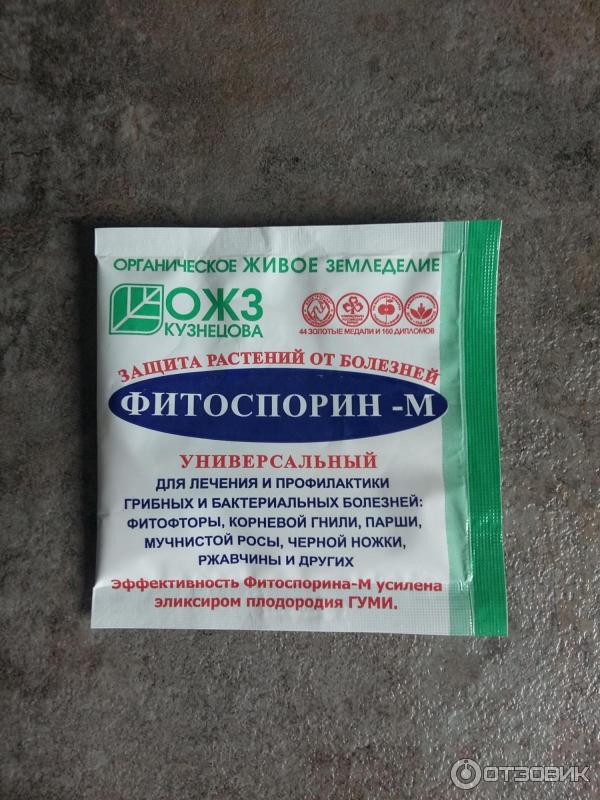 ОРГАНИЧЕСКОЕ ЖИВОЕ ЗЕМЛЕДЕЛИЕ
ОЖЗ
КУЗНЕЦОВА
44 ЗОЛОТЫЕ МЕДАЛИ И 160 ДИПЛОМОВ
ЗАЩИТА РАСТЕНИЙ ОТ БОЛЕЗНЕЙ
ФИТОСПОРИН -М
УНИВЕРСАЛЬНЫЙ
ДЛЯ ЛЕЧЕНИЯ И ПРОФИЛАКТИКИ
ГРИБНЫХ И БАКТЕРИАЛЬНЫХ БОЛЕЗНЕЙ:
ФИТОФТОРЫ, КОРНЕВОЙ ГНИЛИ, ПАРШИ,
МУЧНИСТОЙ РОСЫ, ЧЕРНОЙ НОЖКИ,
РЖАВЧИНЫ И ДРУГИХ
Эффективность Фитоспорина-М усилена
эликсиром плодородия ГУМИ.
ОТЗОВИК